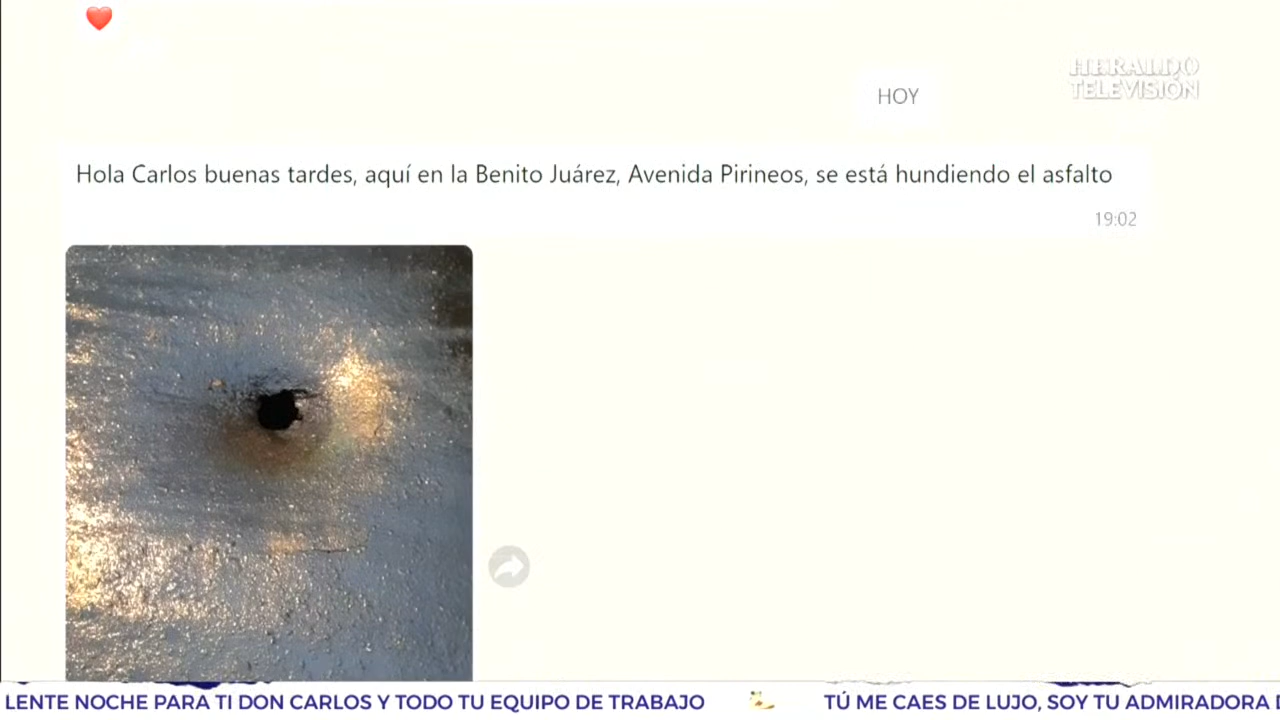 HERALDO
TELEVISIÓN
HOY
Hola Carlos buenas tardes, aquí en la Benito Juárez, Avenida Pirineos, se está hundiendo el asfalto
19:02
LENTE NOCHE PARA TI DON CARLOS Y TODO TU EQUIPO DE TRABAJO
TÚ ME CAES DE LUJO, SOY TU ADMIRADORA